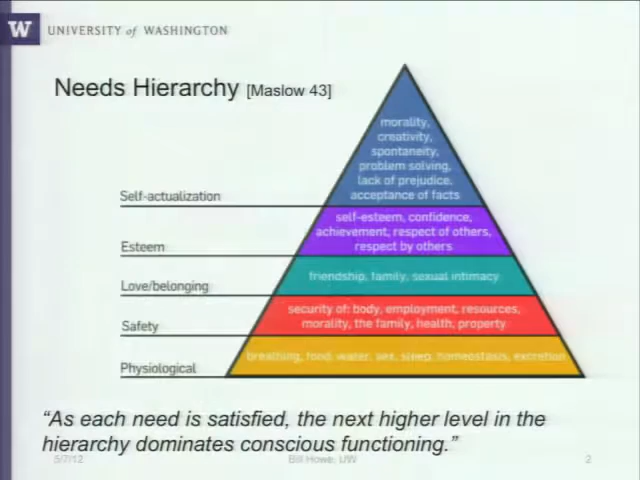 W
UNIVERSITY of WASHINGTON
Needs Hierarchy [Maslow 43]
morality,
creativity,
spontaneity,
problem solving,
lack of prejudice,
acceptance of facts
Self-actualization
self-esteem, confidence,
achievement, respect of others,
respect by others
Esteem
friendship, family, sexual intimacy
Love/belonging
security of: body, employment, resources,
morality, the family, health, property
Safety
breathing, food, water, sex, sleep, homeostasis, excretion
Physiological
“As each need is satisfied, the next higher level in the
hierarchy dominates conscious functioning.”
5/7/12
Bill Howe, UW
2